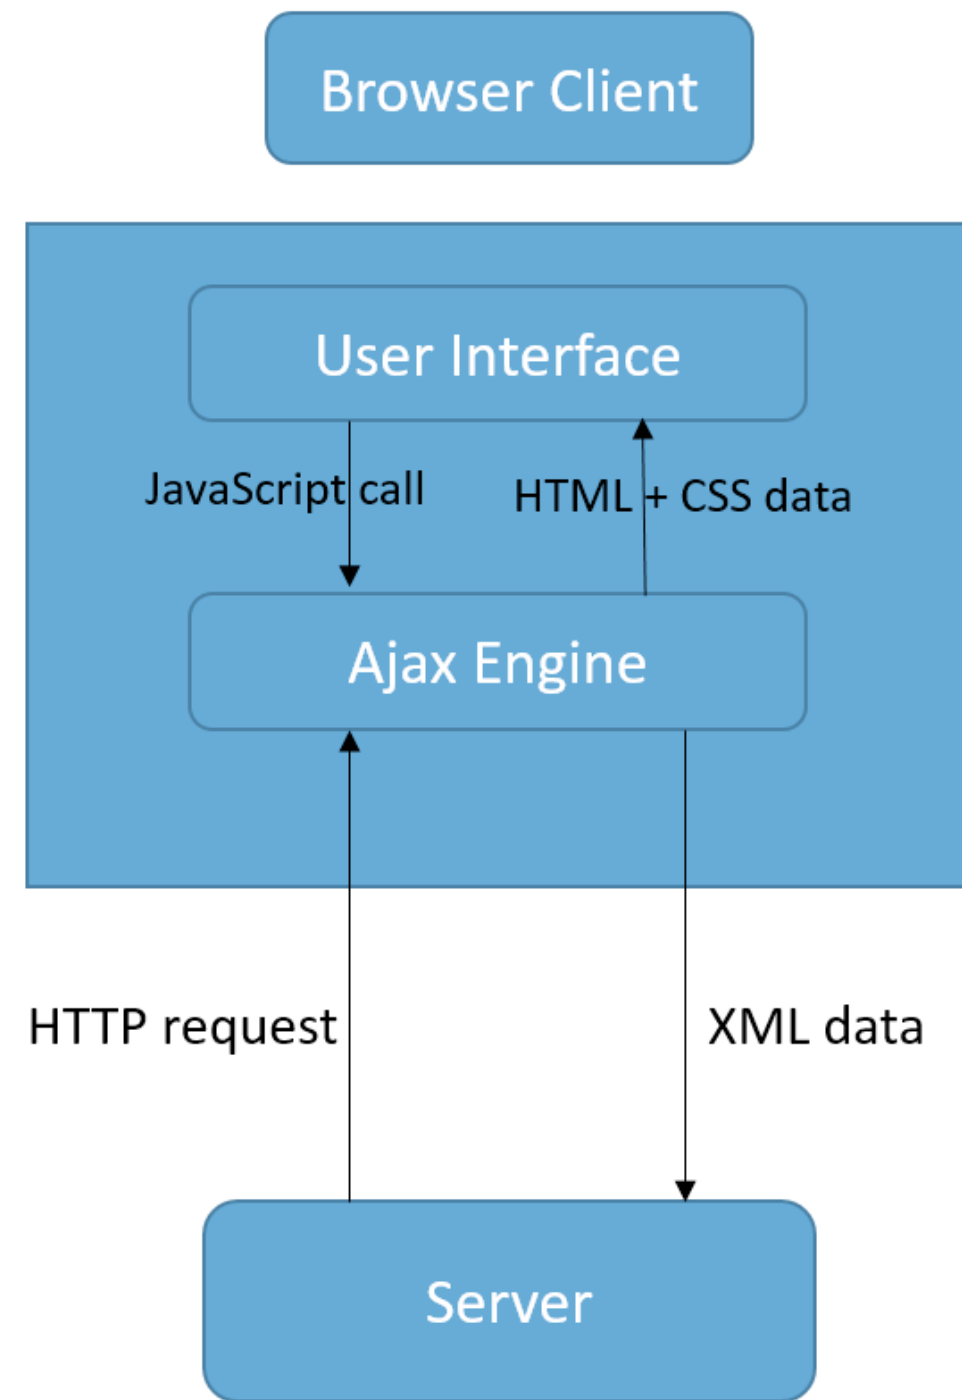 Browser Client
User Interface
JavaScript call
HTML + CSS data
Ajax Engine
HTTP request
XML data
Server